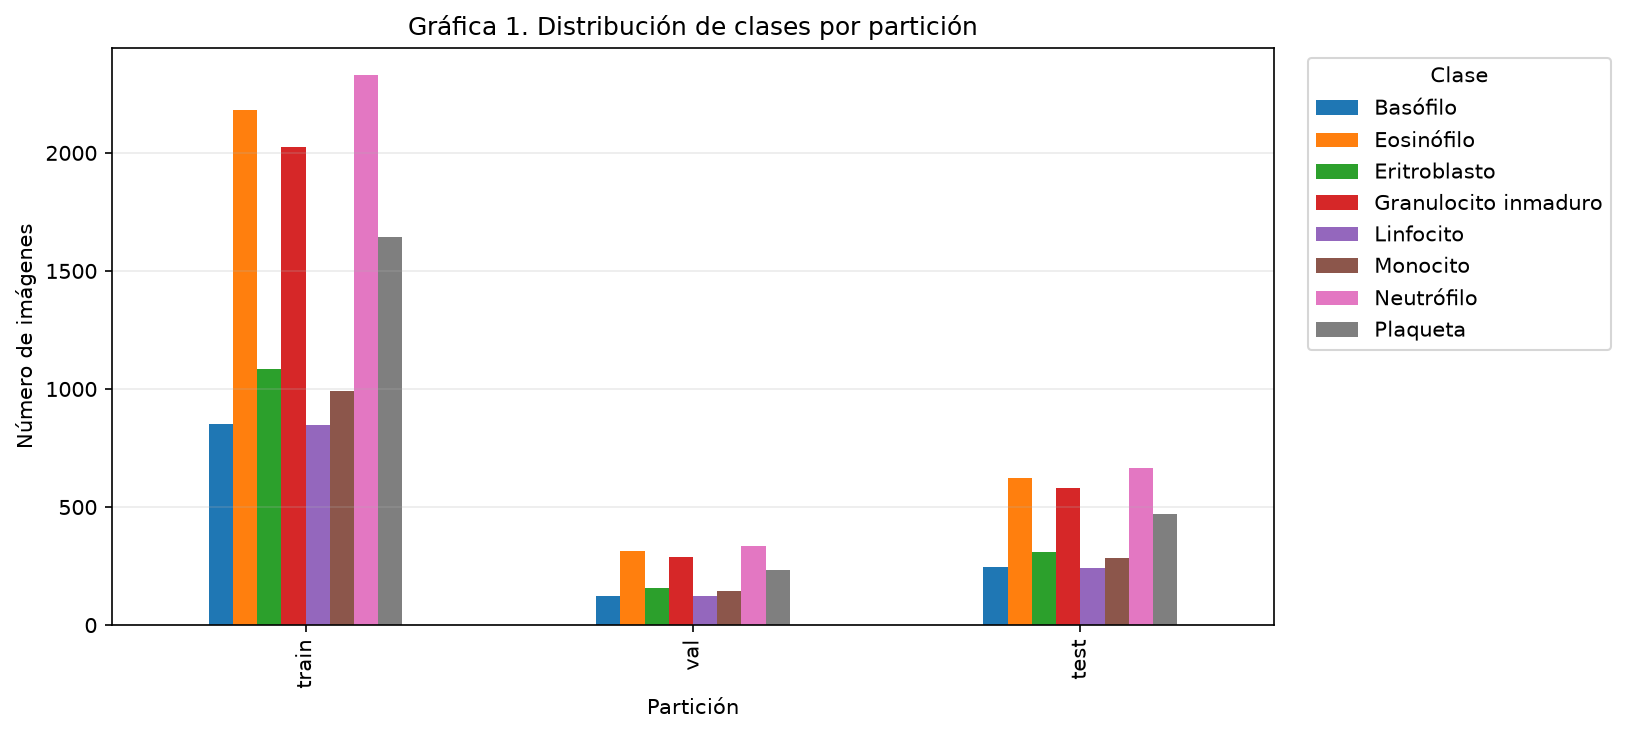 Gráfica 1. Distribución de clases por partición
Número de imágenes
2000
1500
1000
500
0
train
val
test
Partición
Clase
Basófilo
Eosinófilo
Eritroblasto
Granulocito inmaduro
Linfocito
Monocito
Neutrófilo
Plaqueta